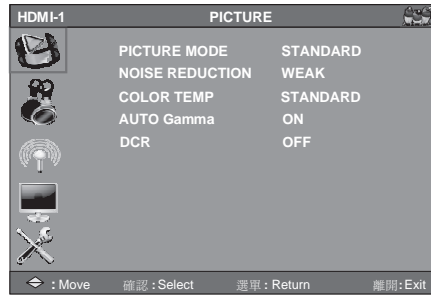 HDMI-1 PICTURE
PICTURE MODE STANDARD
NOISE REDUCTION WEAK
COLOR TEMP STANDARD
AUTO Gamma ON
DCR OFF
: Move 確認 : Select 選單 : Return 離開: Exit